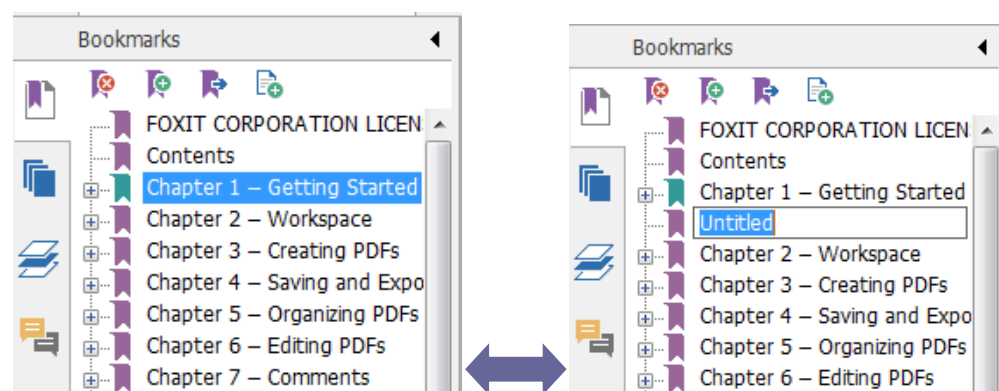 Bookmarks
FOXIT CORPORATION LICEN
Contents
Chapter 1 – Getting Started
Chapter 2 – Workspace
Chapter 3 – Creating PDFs
Chapter 4 – Saving and Expo
Chapter 5 – Organizing PDFs
Chapter 6 – Editing PDFs
Chapter 7 – Comments
Bookmarks
FOXIT CORPORATION LICEN
Contents
Chapter 1 – Getting Started
Untitled
Chapter 2 – Workspace
Chapter 3 – Creating PDFs
Chapter 4 – Saving and Expo
Chapter 5 – Organizing PDFs
Chapter 6 – Editing PDFs